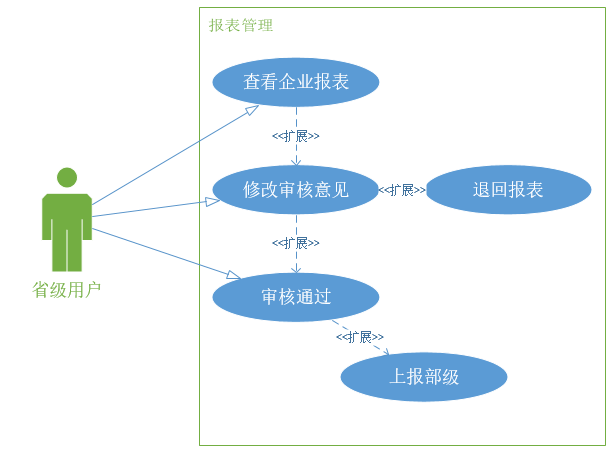 报表管理
查看企业报表
<<扩展>>
修改审核意见
<<扩展>>
退回报表
<<扩展>>
省级用户
审核通过
<<扩展>>
上报部级